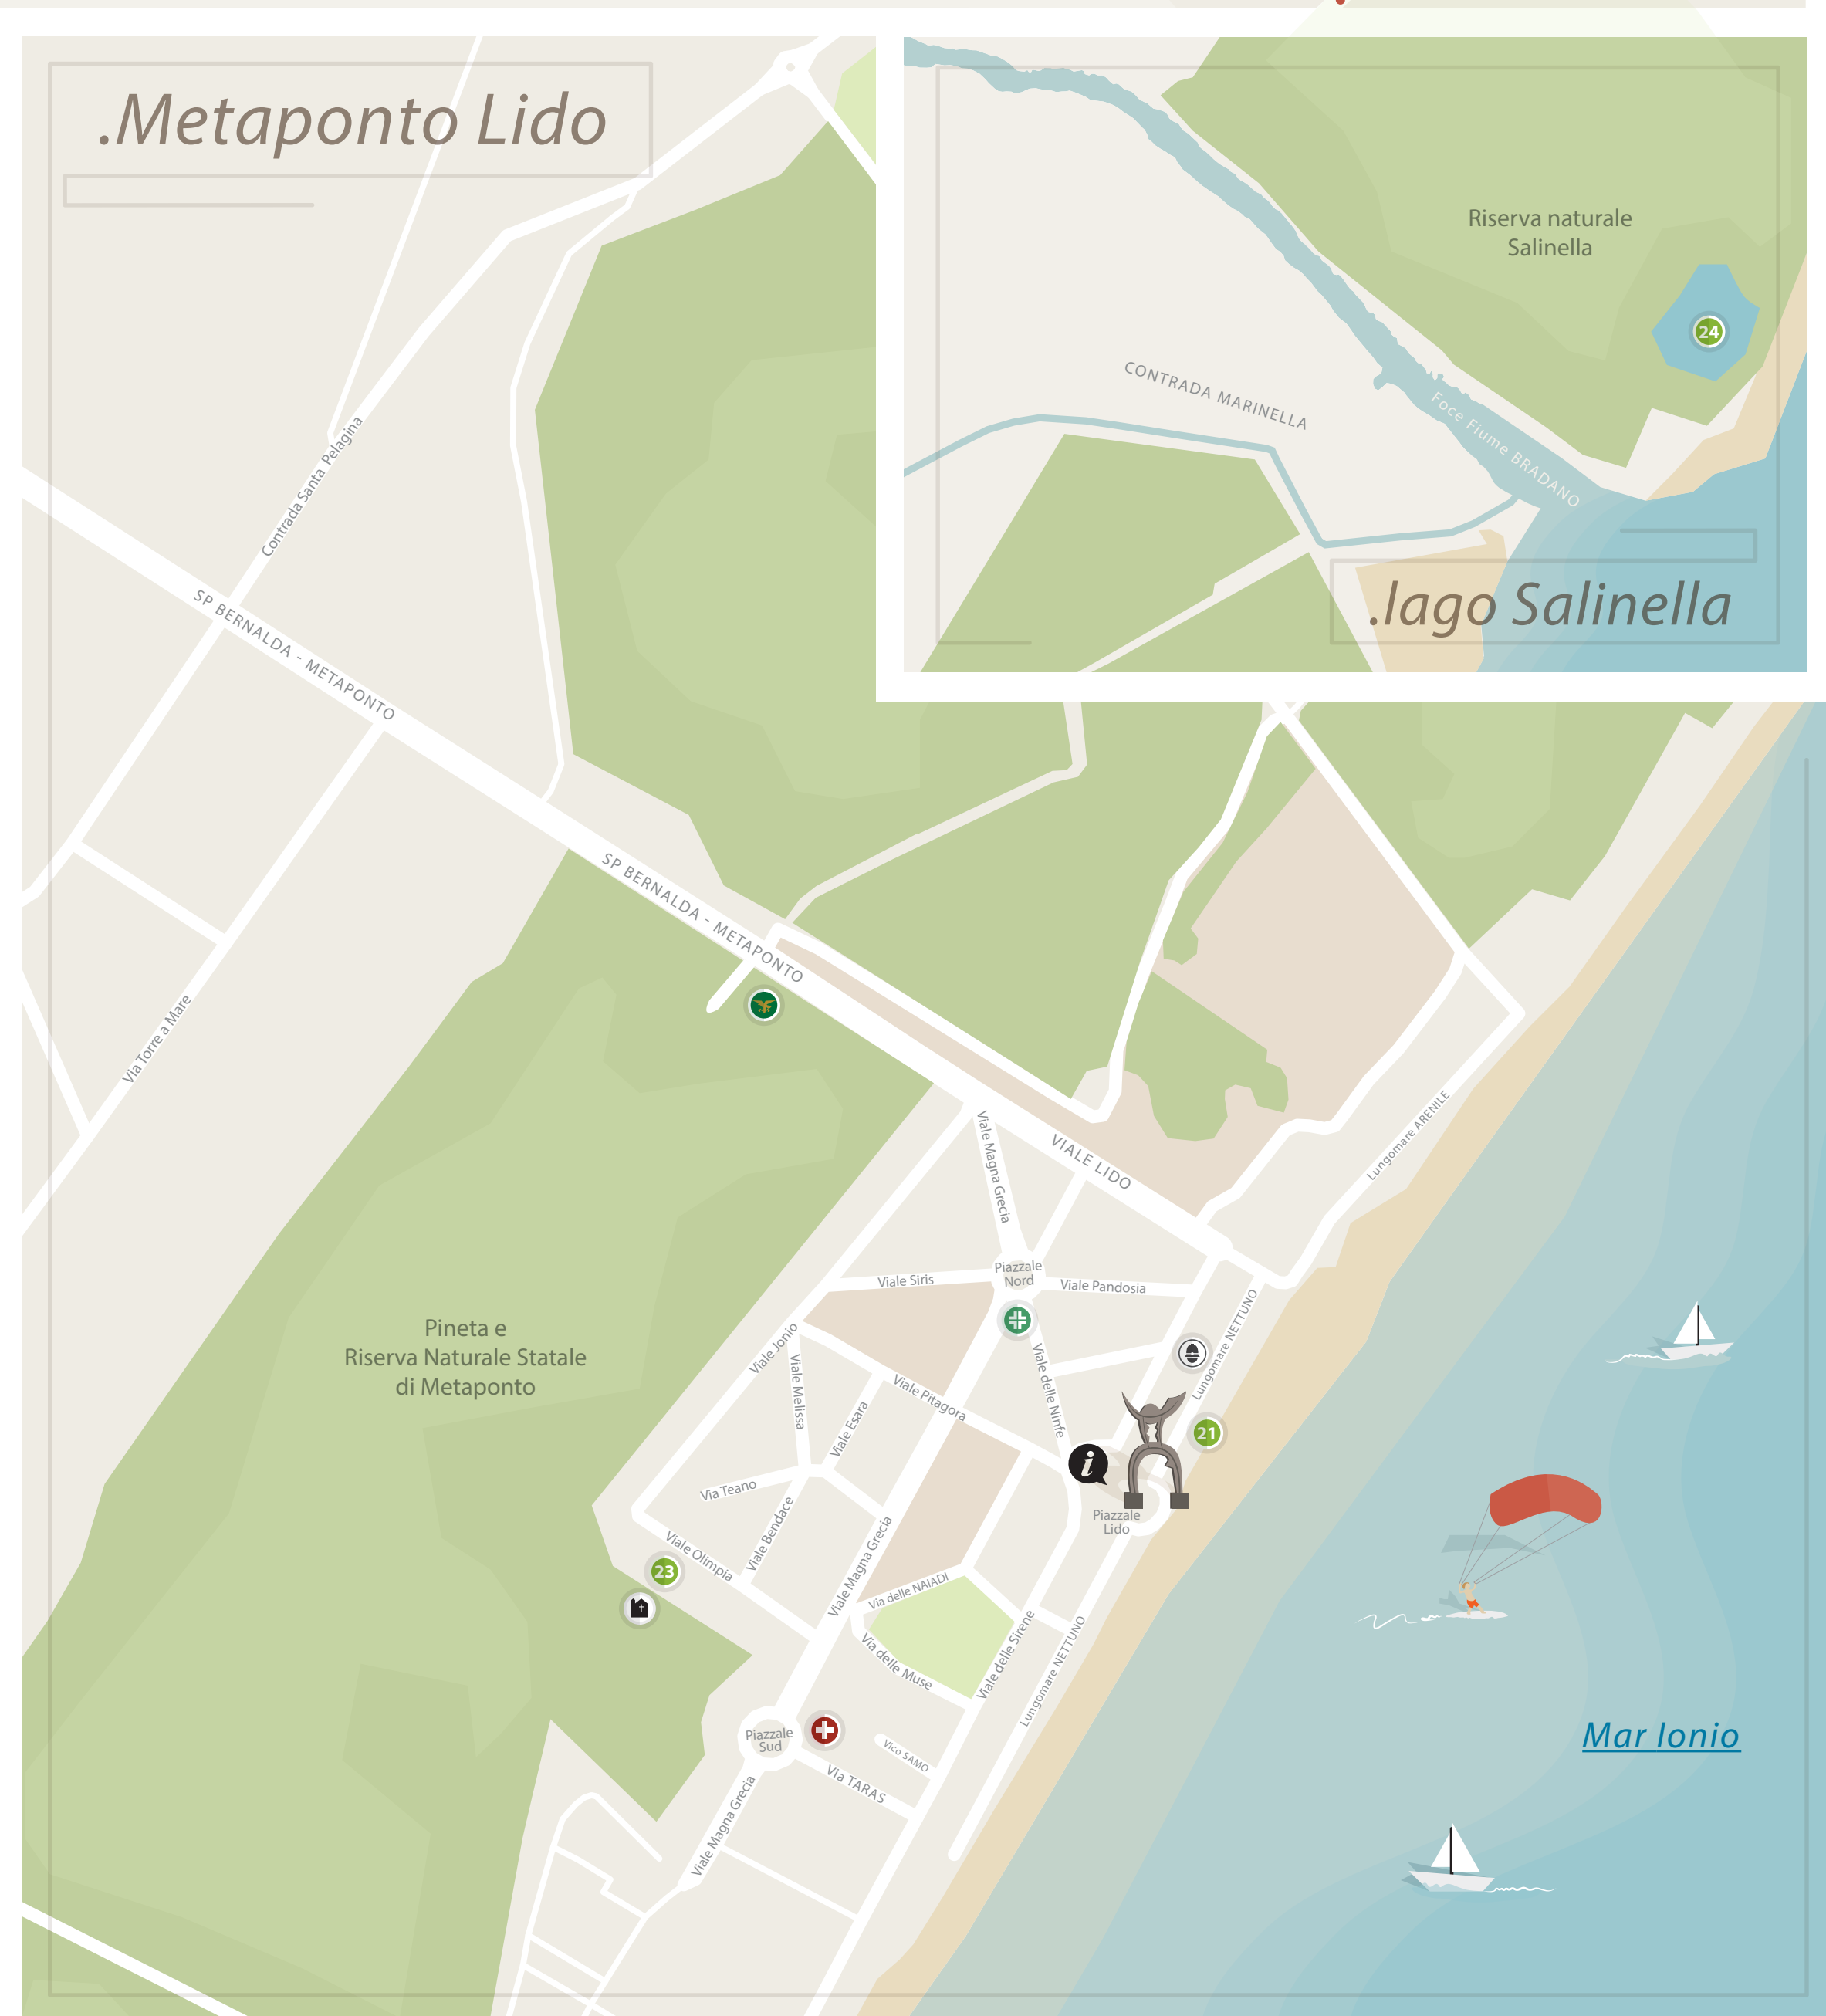 .Metaponto Lido
Riserva naturale
Salinella
24
CONTRADA MARINELLA
Foce Fiume BRADANO
.lago Salinella
Contrada Santa Pelagina
SP BERNALDA - METAPONTO
SP BERNALDA - METAPONTO
Via Torre a Mare
Viale Magna Grecia
VIALE LIDO
Lungomare ARENILE
Piazzale
Nord
Viale Siris
Viale Pandosia
Pineta e
Riserva Naturale Statale
di Metaponto
Viale Jonio
Viale Melissa
Viale Esara
Viale Pitagora
Viale delle Ninfe
Lungomare NETTUNO
21
i
Piazzale
Lido
Via Teano
Viale Bendace
Viale Olimpia
23
Viale Magna Grecia
Via delle NAIADI
Via delle Muse
Viale delle Sirene
Lungomare NETTUNO
Piazzale
Sud
Vico SAMO
Via TARAS
Viale Magna Grecia
Mar Ionio